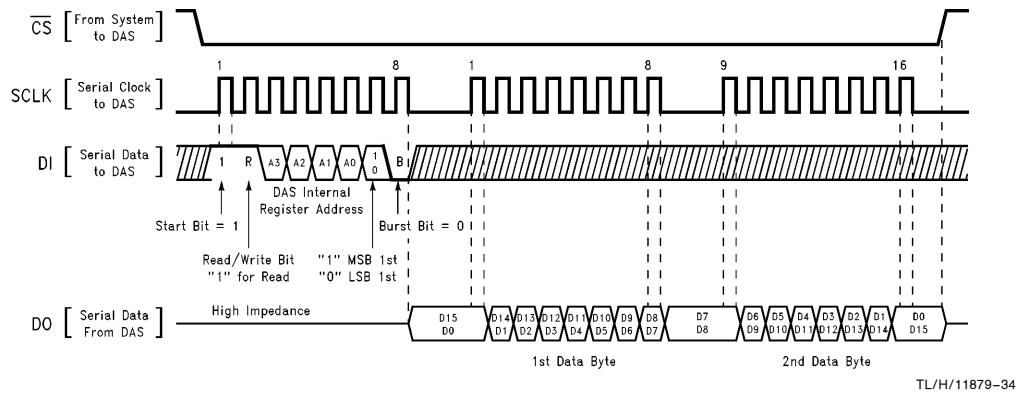 CS [From System to DAS]
1 8 1 8 9 16
SCLK [Serial Clock to DAS]
DI [Serial Data to DAS]
1 R A3 A2 A1 A0 1 0 B
DAS Internal
Register Address
Start Bit = 1
Burst Bit = 0
Read/Write Bit
"1" for Read
"1" MSB 1st
"0" LSB 1st
DO [Serial Data From DAS]
High Impedance
D15 D14 D13 D12 D11 D10 D9 D8 D7 D6 D5 D4 D3 D2 D1 D0
D0 D1 D2 D3 D4 D5 D6 D7 D8 D9 D10 D11 D12 D13 D14 D15
1st Data Byte
2nd Data Byte
TL/H/11879-34